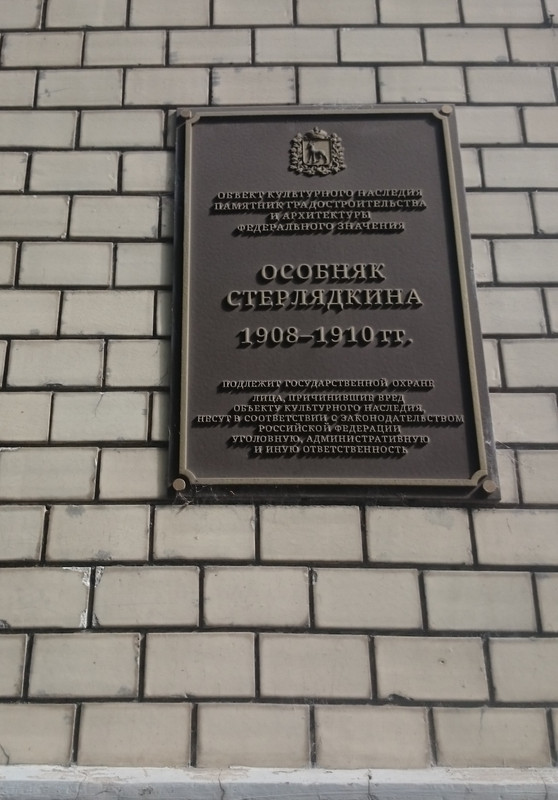 ОБЪЕКТ КУЛЬТУРНОГО НАСЛЕДИЯ
ПАМЯТНИК ГРАДОСТРОИТЕЛЬСТВА
И АРХИТЕКТУРЫ
ФЕДЕРАЛЬНОГО ЗНАЧЕНИЯ
ОСОБНЯК
СТЕРЛЯДКИНА
1908–1910 гг.
ПОДЛЕЖИТ ГОСУДАРСТВЕННОЙ ОХРАНЕ
ЛИЦА, ПРИЧИНИВШИЕ ВРЕД
ОБЪЕКТУ КУЛЬТУРНОГО НАСЛЕДИЯ,
НЕСУТ В СООТВЕТСТВИИ С ЗАКОНОДАТЕЛЬСТВОМ
РОССИЙСКОЙ ФЕДЕРАЦИИ
УГОЛОВНУЮ, АДМИНИСТРАТИВНУЮ
И ИНУЮ ОТВЕТСТВЕННОСТЬ